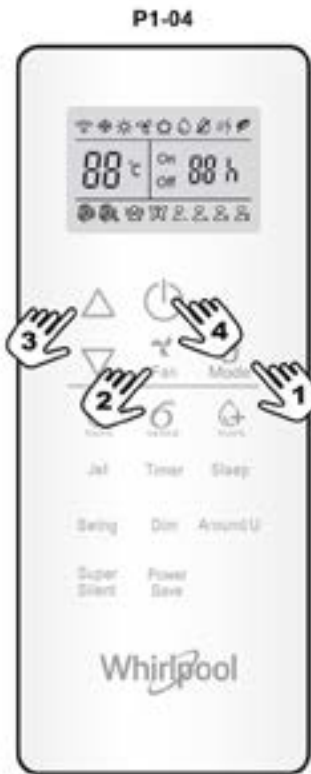 P1-04
88 °c On Off 88 h
3 4
2 Fan Mode 1
6
Jet Timer Sleep
Swing Dim Around U
Super Silent Power Save
Whirlpool